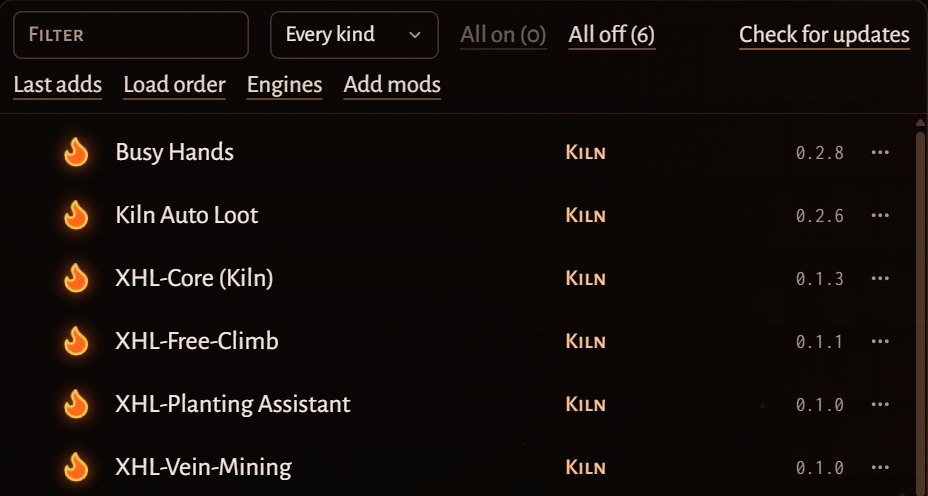 Filter Every kind All on (0) All off (6) Check for updates
Last adds Load order Engines Add mods
Busy Hands Kiln 0.2.8
Kiln Auto Loot Kiln 0.2.6
XHL-Core (Kiln) Kiln 0.1.3
XHL-Free-Climb Kiln 0.1.1
XHL-Planting Assistant Kiln 0.1.0
XHL-Vein-Mining Kiln 0.1.0